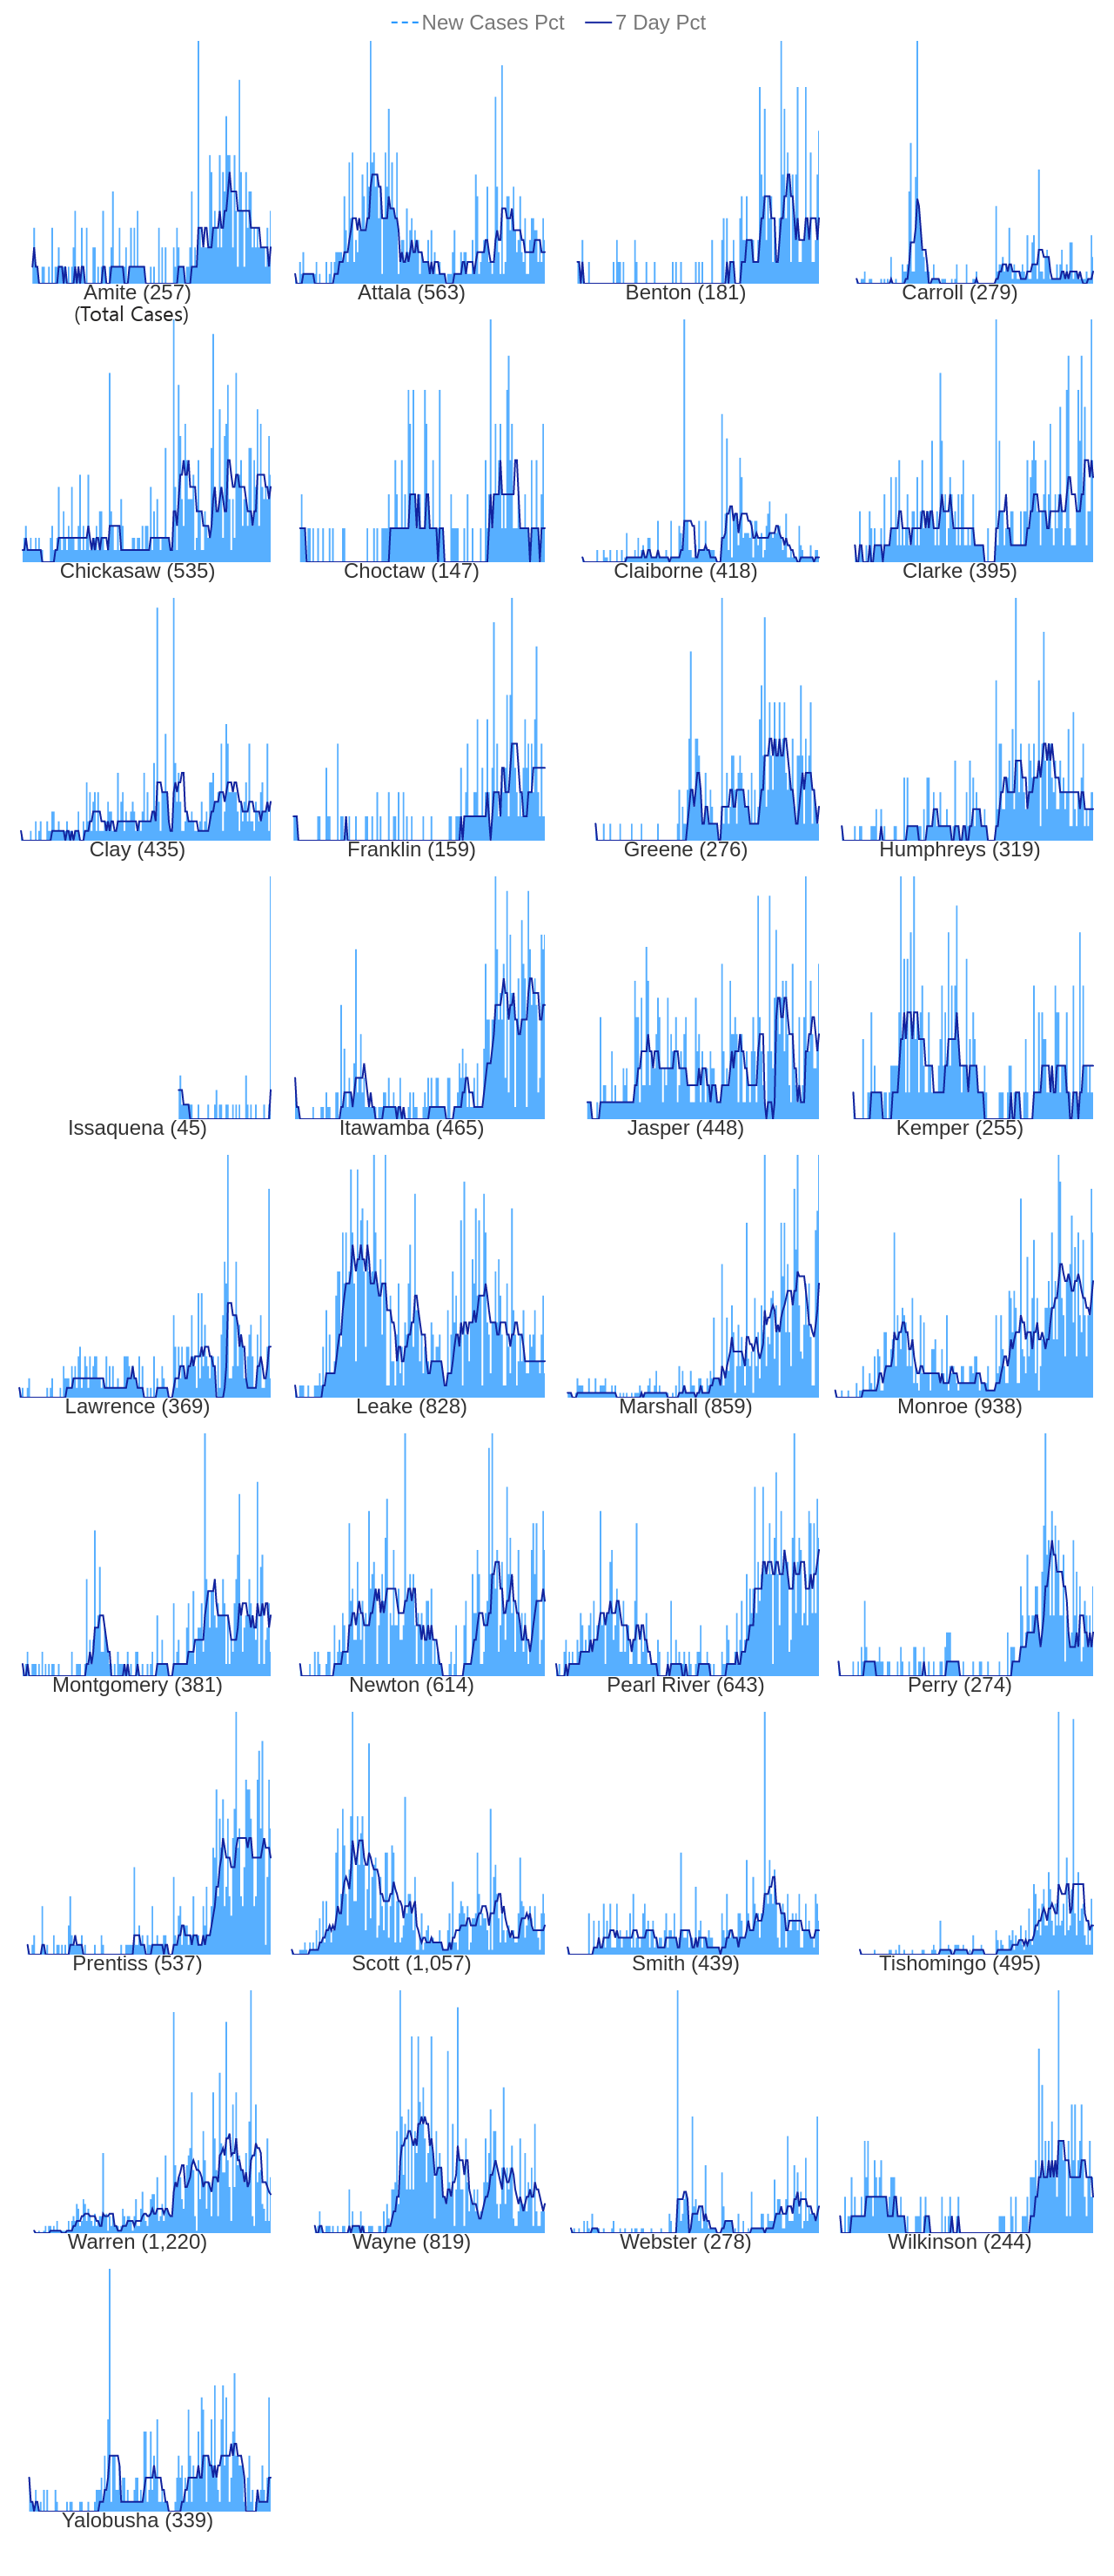 New Cases Pct 7 Day Pct
Amite (257) Attala (563) Benton (181) Carroll (279)
(Total Cases)
Chickasaw (535) Choctaw (147) Claiborne (418) Clarke (395)
Clay (435) Franklin (159) Greene (276) Humphreys (319)
Issaquena (45) Itawamba (465) Jasper (448) Kemper (255)
Lawrence (369) Leake (828) Marshall (859) Monroe (938)
Montgomery (381) Newton (614) Pearl River (643) Perry (274)
Prentiss (537) Scott (1,057) Smith (439) Tishomingo (495)
Warren (1,220) Wayne (819) Webster (278) Wilkinson (244)
Yalobusha (339)